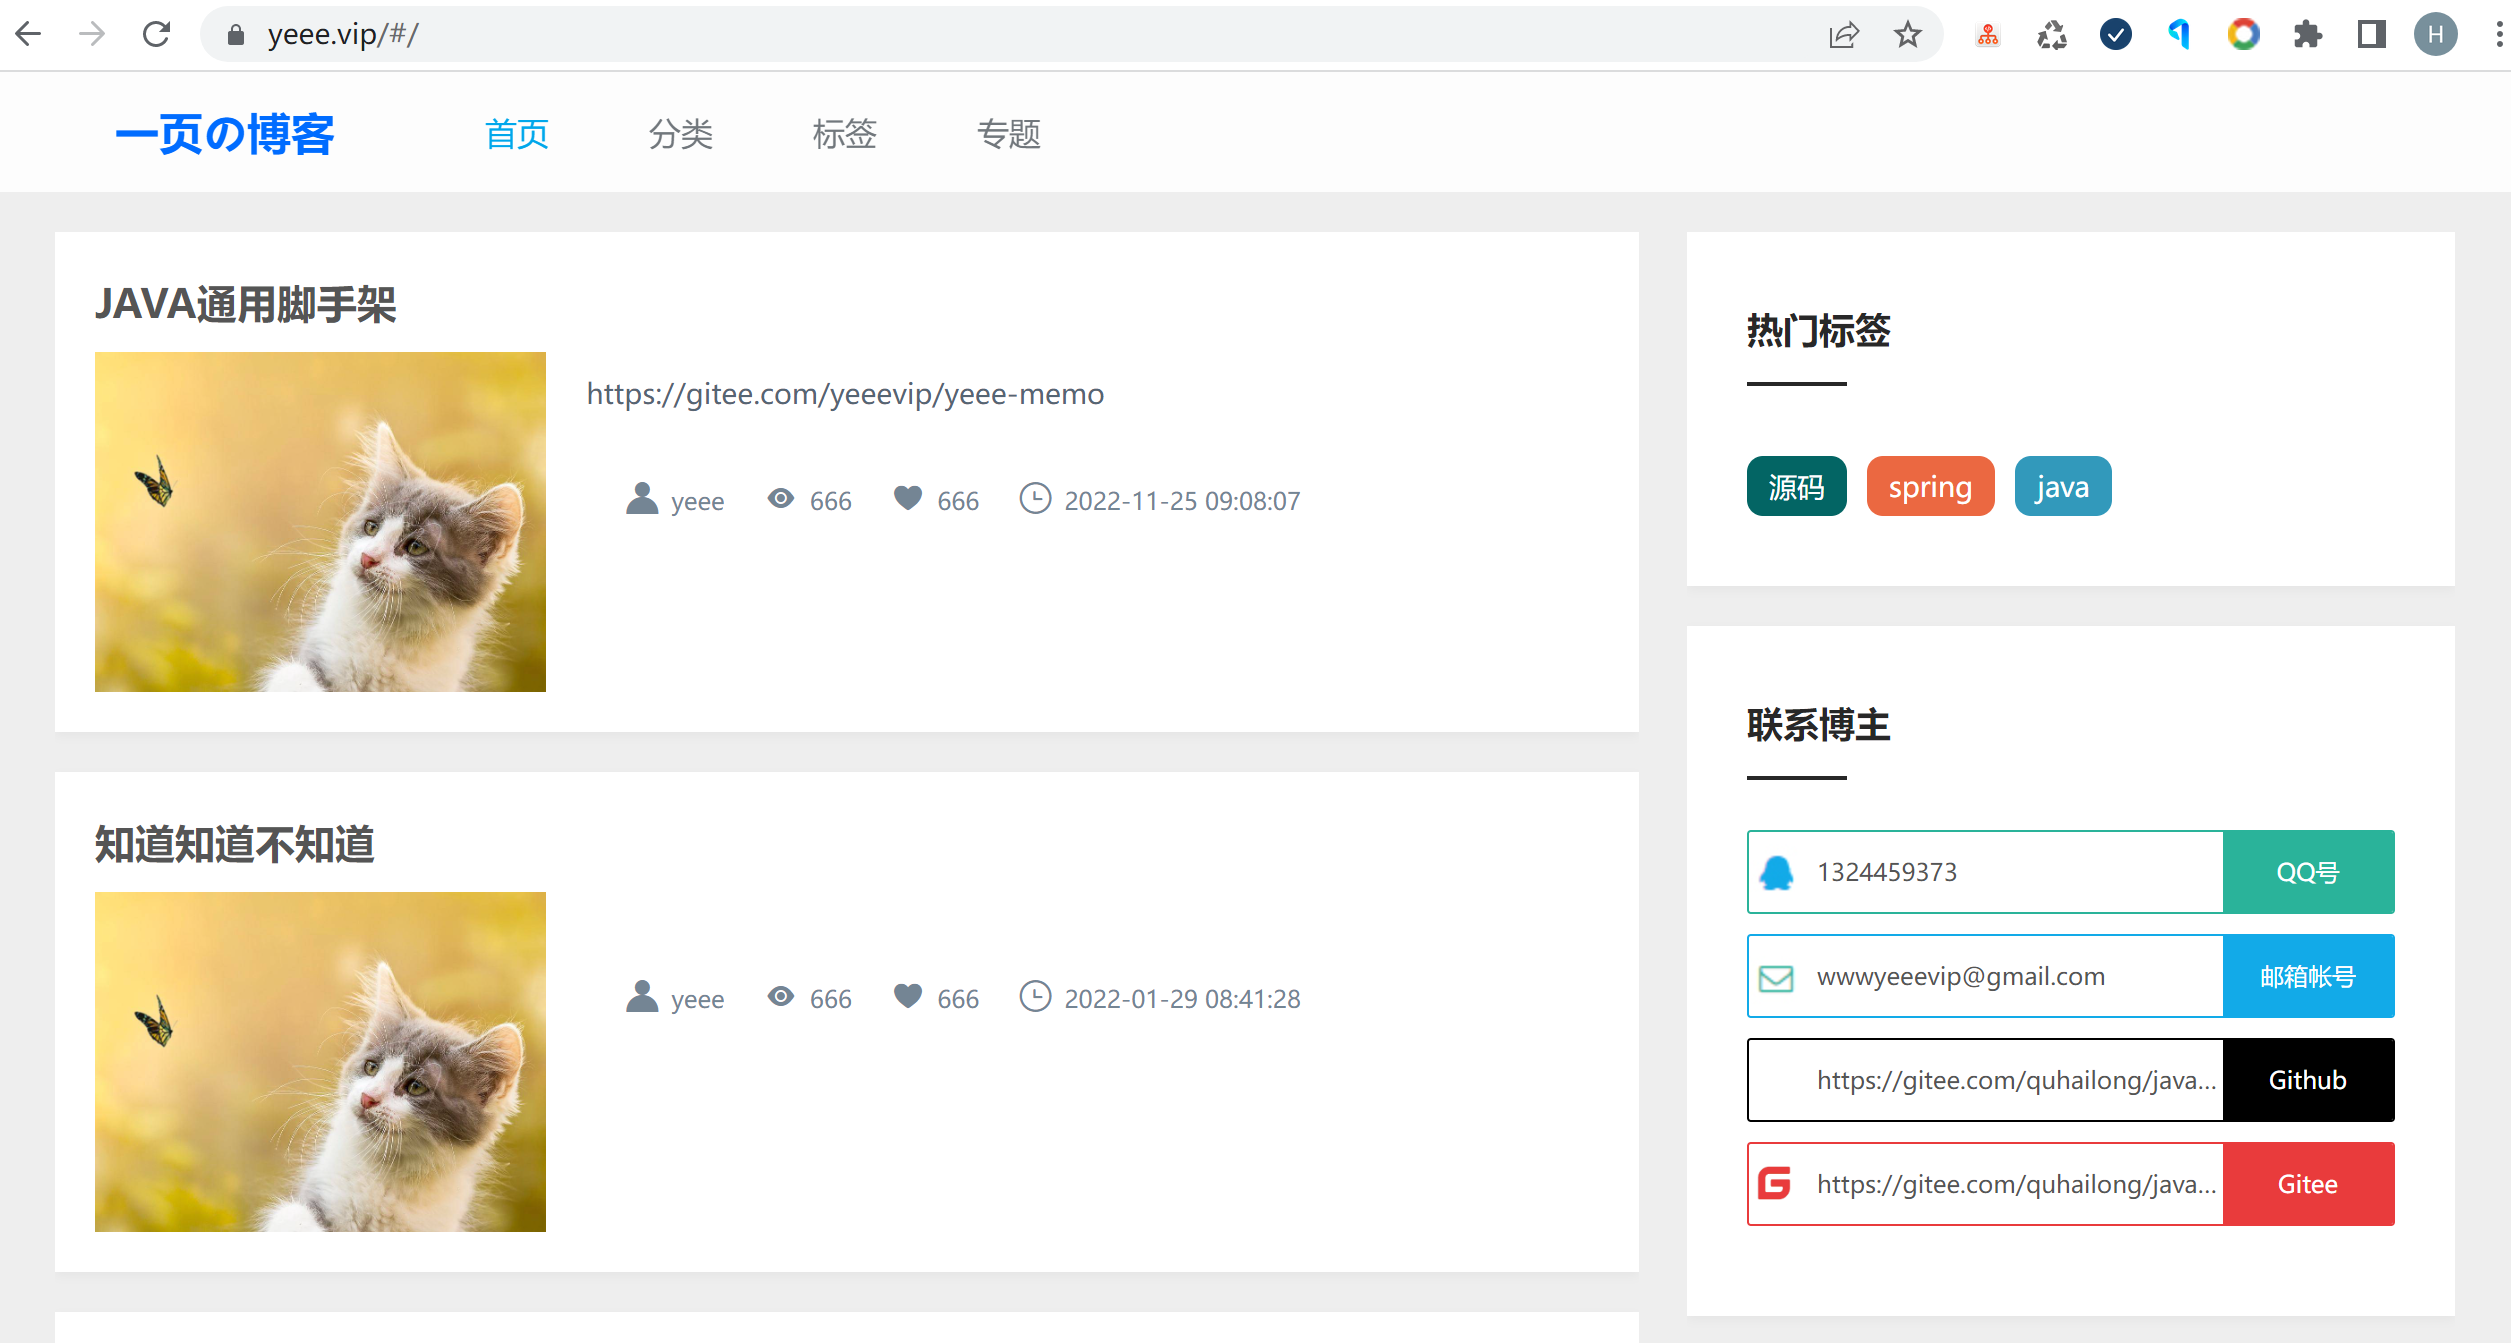 yeee.vip/#/
H
一页の博客
首页
分类
标签
专题
JAVA通用脚手架
https://gitee.com/yeeevip/yeee-memo
yeee 666 666 2022-11-25 09:08:07
知道知道不知道
yeee 666 666 2022-01-29 08:41:28
热门标签
源码 spring java
联系博主
1324459373 QQ号
wwwyeeevip@gmail.com 邮箱帐号
https://gitee.com/quhailong/java... Github
https://gitee.com/quhailong/java... Gitee